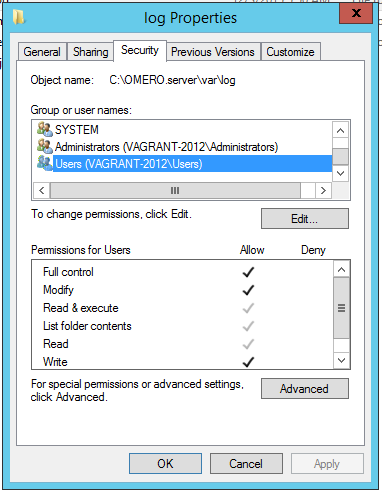 log Properties
General Sharing Security Previous Versions Customize
Object name: C:\OMERO.server\var\log
Group or user names:
SYSTEM
Administrators (VAGRANT-2012\Administrators)
Users (VAGRANT-2012\Users)
To change permissions, click Edit.
Edit...
Permissions for Users Allow Deny
Full control
Modify
Read & execute
List folder contents
Read
Write
For special permissions or advanced settings,
click Advanced.
Advanced
OK Cancel Apply